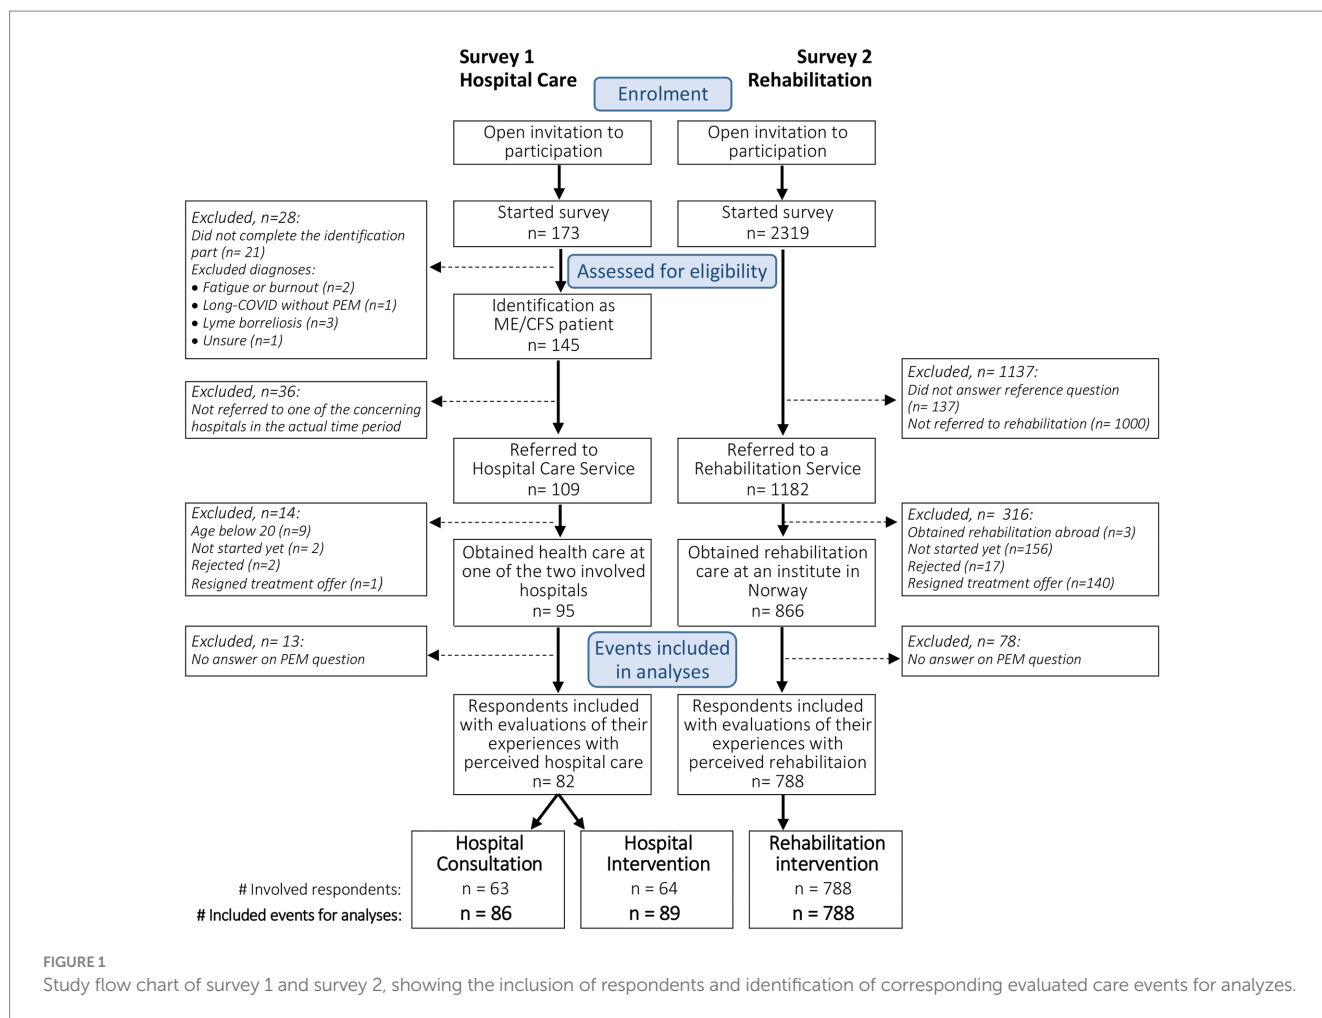 Survey 1
Hospital Care
Survey 2
Rehabilitation
Enrolment
Open invitation to
participation
Open invitation to
participation
Started survey
n= 173
Started survey
n= 2319
Excluded, n=28:
Did not complete the identification
part (n= 21)
Excluded diagnoses:
● Fatigue or burnout (n=2)
● Long-COVID without PEM (n=1)
● Lyme borreliosis (n=3)
● Unsure (n=1)
Assessed for eligibility
Identification as
ME/CFS patient
n= 145
Excluded, n=36:
Not referred to one of the concerning
hospitals in the actual time period
Excluded, n= 1137:
Did not answer reference question
(n= 137)
Not referred to rehabilitation (n= 1000)
Referred to
Hospital Care Service
n= 109
Referred to a
Rehabilitation Service
n= 1182
Excluded, n=14:
Age below 20 (n=9)
Not started yet (n= 2)
Rejected (n=2)
Resigned treatment offer (n=1)
Excluded, n=  316:
Obtained rehabilitation abroad (n=3)
Not started yet (n=156)
Rejected (n=17)
Resigned treatment offer (n=140)
Obtained health care at
one of the two involved
hospitals
n= 95
Obtained rehabilitation
care at an institute in
Norway
n= 866
Excluded, n= 13:
No answer on PEM question
Events included
in analyses
Excluded, n= 78:
No answer on PEM question
Respondents included
with evaluations of their
experiences with
perceived hospital care
n= 82
Respondents included
with evaluations of their
experiences with
perceived rehabilitaion
n= 788
Hospital
Consultation
Hospital
Intervention
Rehabilitation
intervention
# Involved respondents:
n = 63
n = 64
n = 788
# Included events for analyses:
n = 86
n = 89
n = 788
FIGURE 1
Study flow chart of survey 1 and survey 2, showing the inclusion of respondents and identification of corresponding evaluated care events for analyzes.